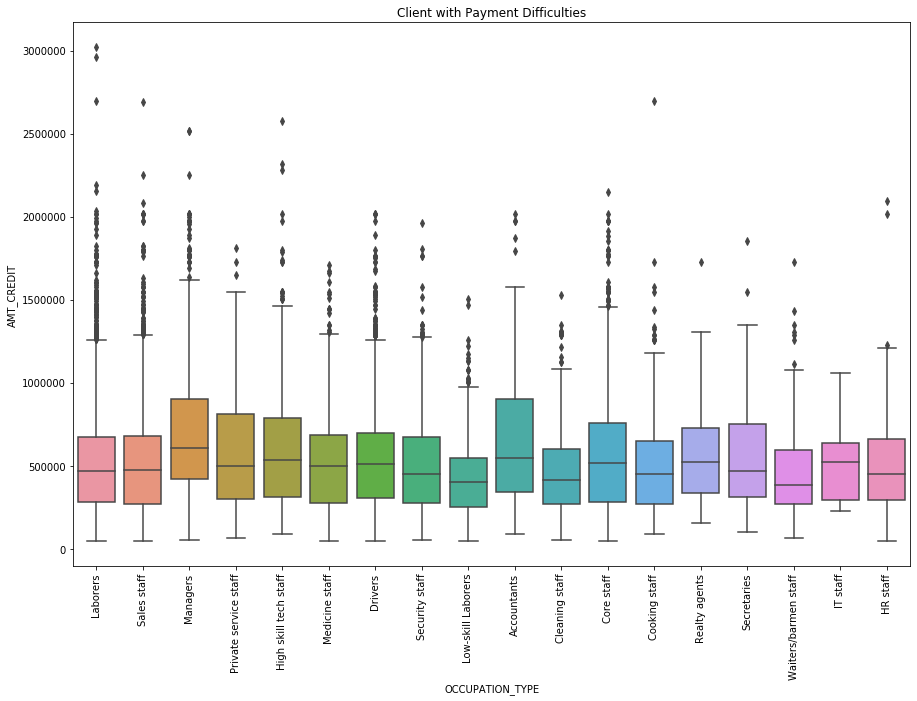 Client with Payment Difficulties
3000000
2500000
2000000
1500000
1000000
500000
0
AMT_CREDIT
Laborers
Sales staff
Managers
Private service staff
High skill tech staff
Medicine staff
Drivers
Security staff
Low-skill Laborers
Accountants
Cleaning staff
Core staff
Cooking staff
Realty agents
Secretaries
Waiters/barmen staff
IT staff
HR staff
OCCUPATION_TYPE